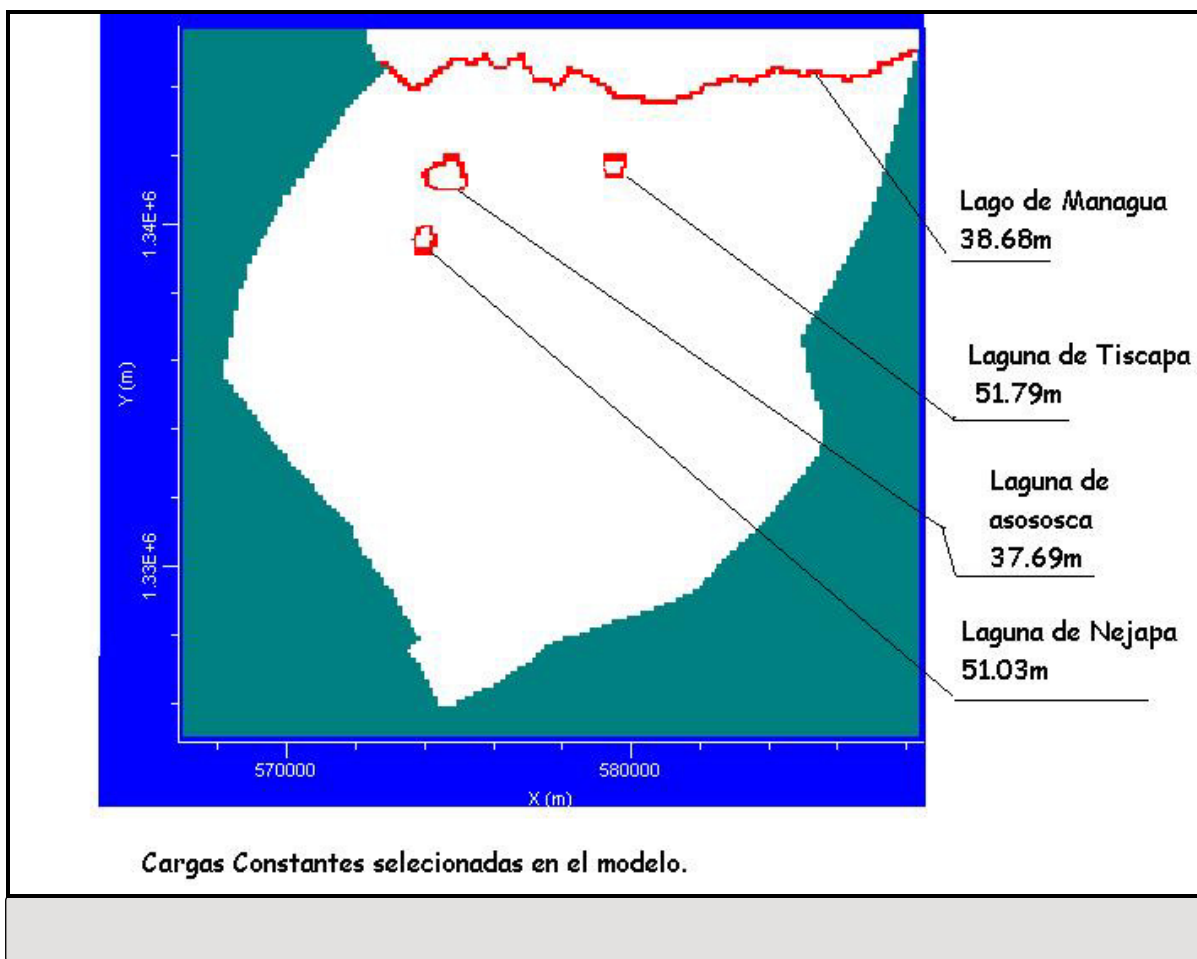 Lago de Managua
38.68m
Laguna de Tiscapa
51.79m
Laguna de
asososca
37.69m
Laguna de Nejapa
51.03m
1.34E+6
Y (m)
1.33E+6
570000
580000
X (m)
Cargas Constantes selecionadas en el modelo.